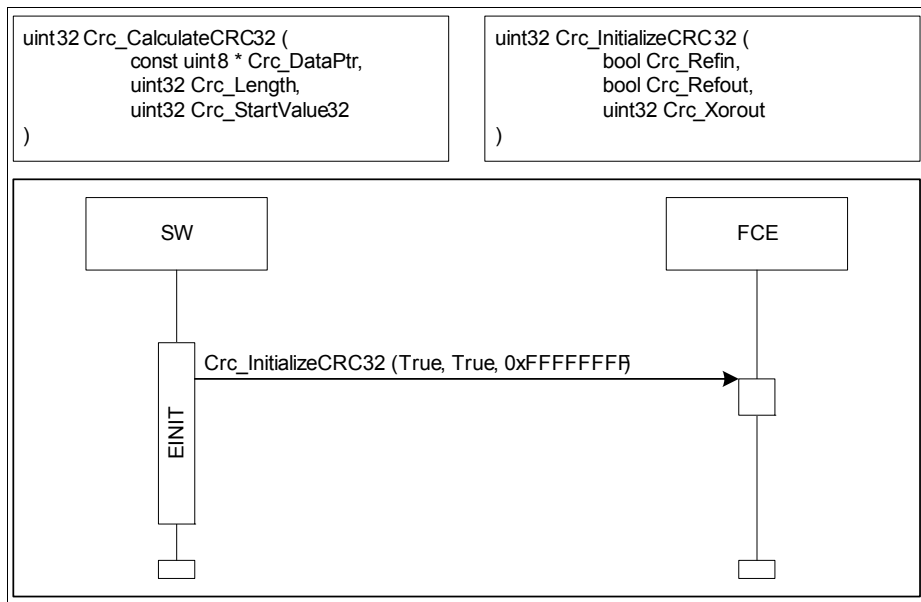 uint32 Crc_CalculateCRC32 (
const uint8 * Crc_DataPtr,
uint32 Crc_Length,
uint32 Crc_StartValue32
)
uint32 Crc_InitializeCRC32 (
bool Crc_Refin,
bool Crc_Refout,
uint32 Crc_Xorout
)
SW
FCE
Crc_InitializeCRC32 (True, True, 0xFFFFFFFF)
EINIT